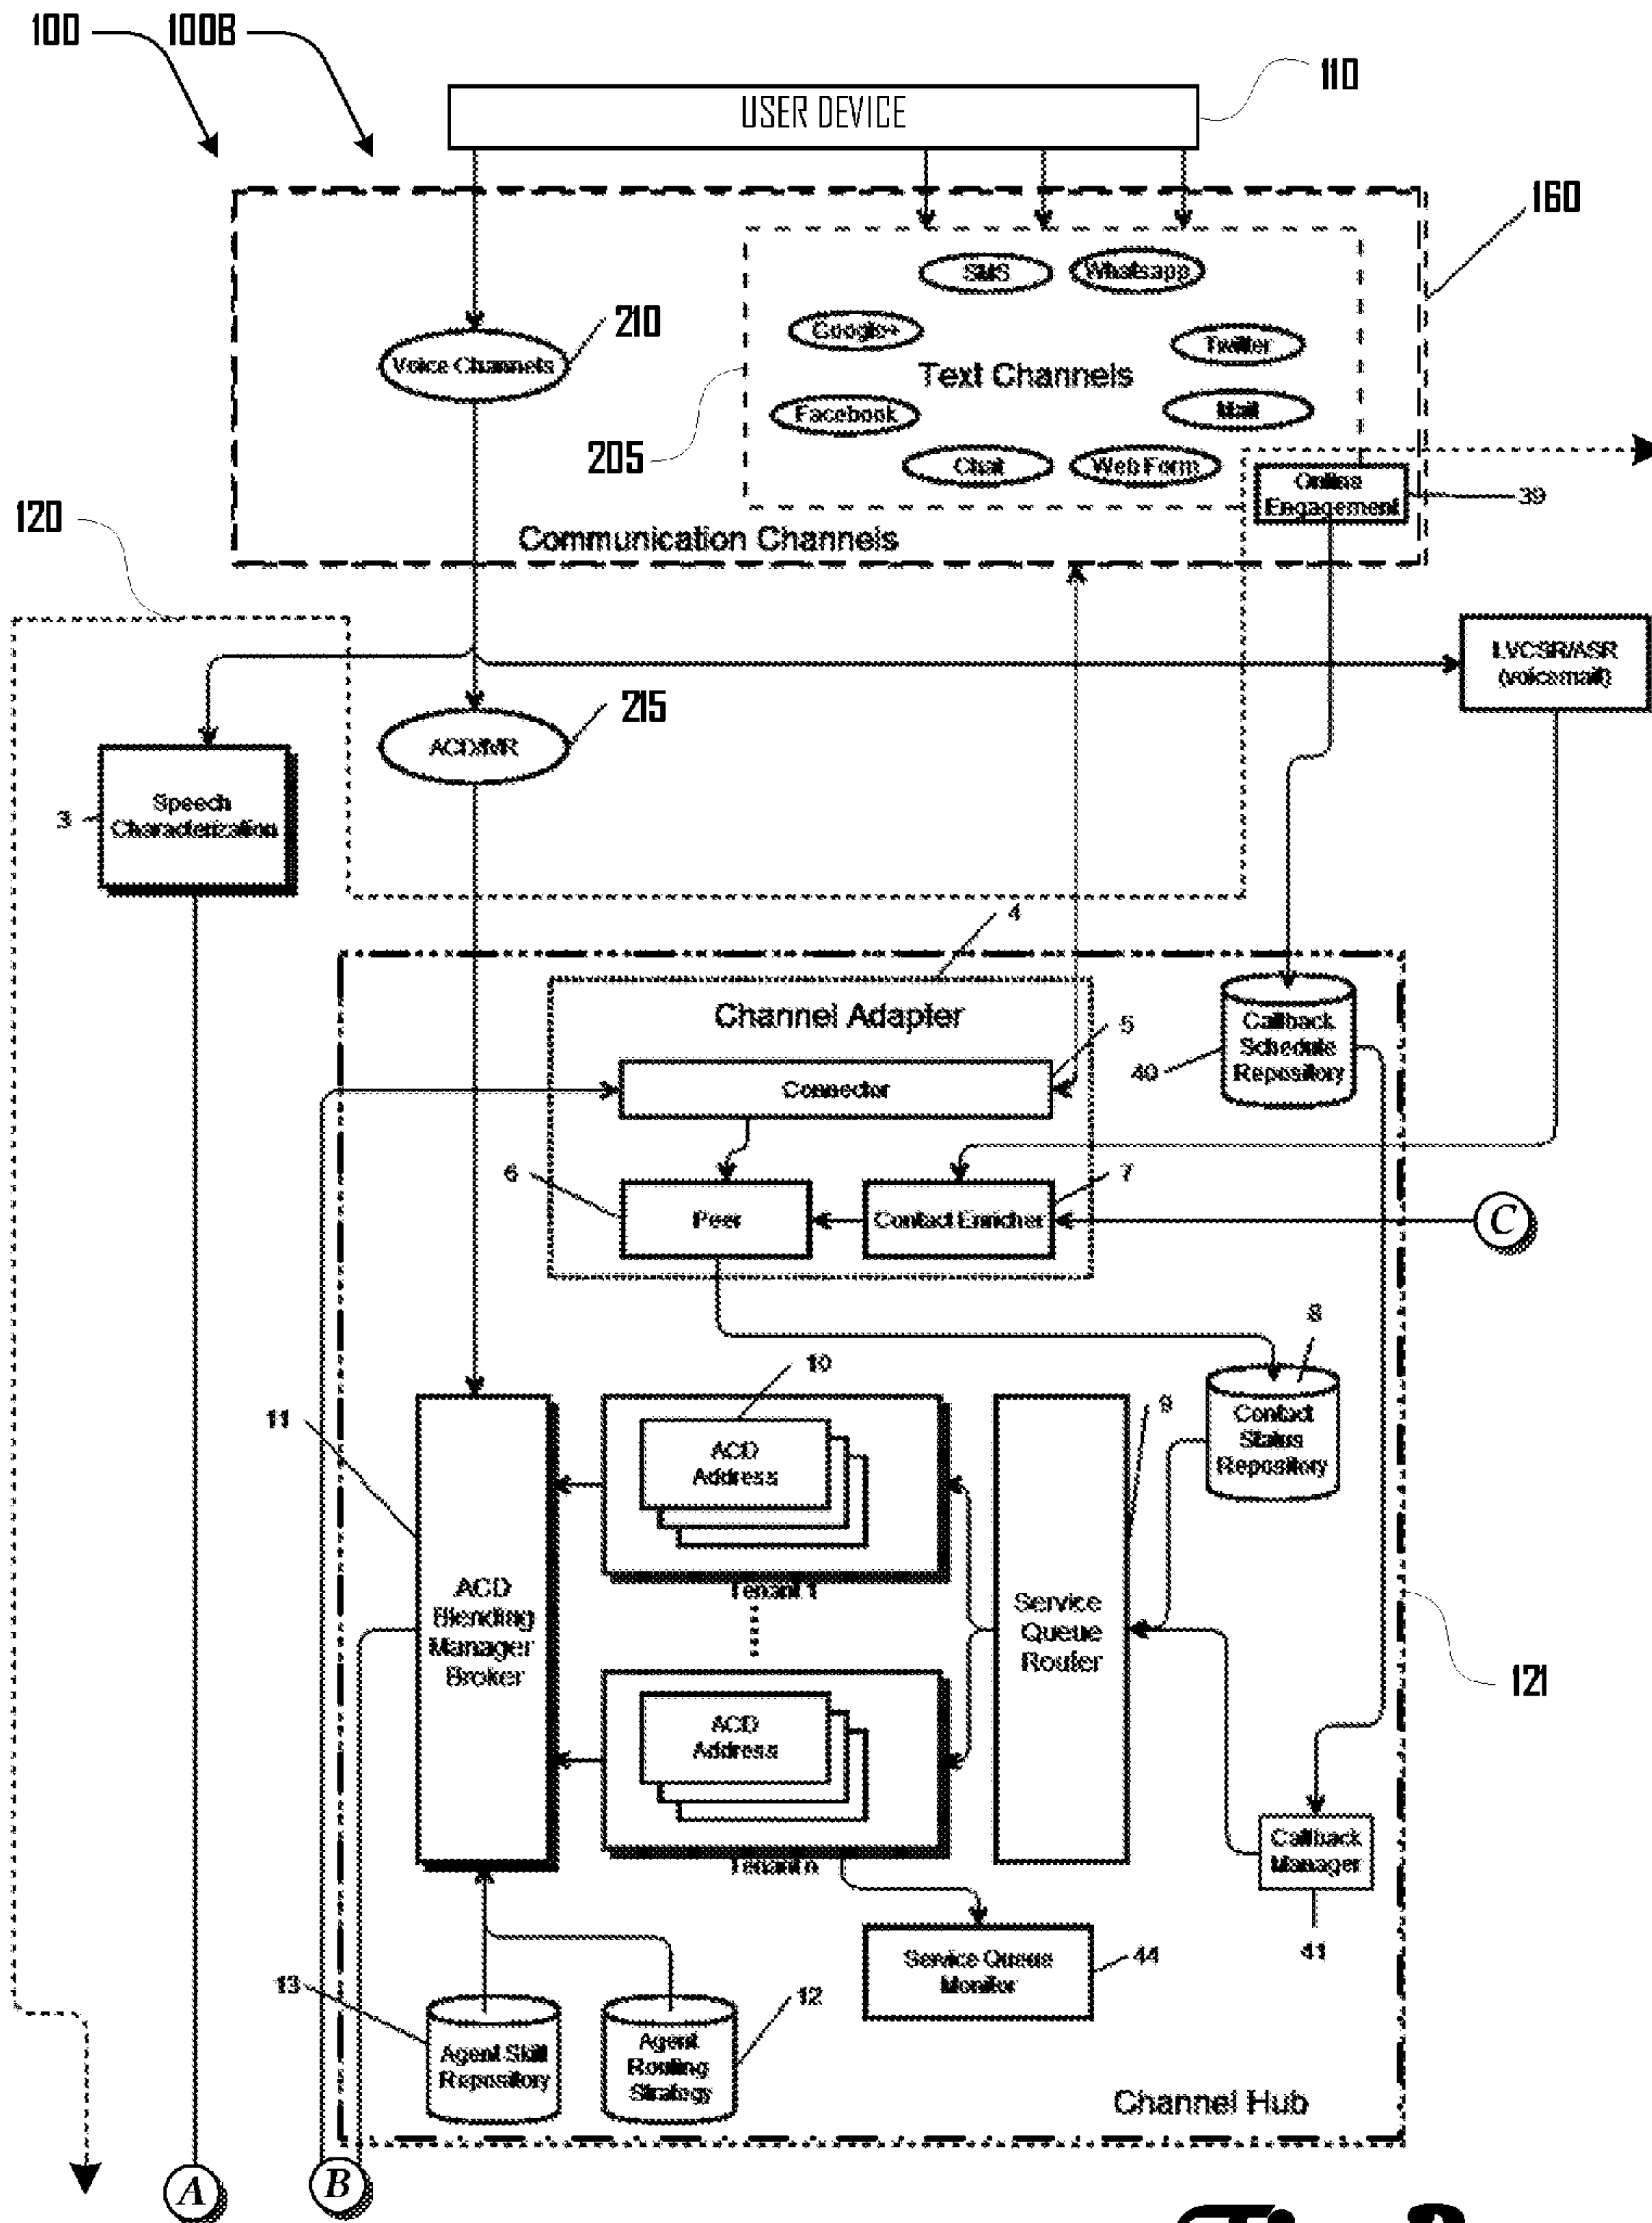 100
100B
110
USER DEVICE
160
SMS
Whatsapp
210
Google+
Twitter
Voice Channels
Text Channels
Facebook
Mail
205
Chat
Web Form
Online
Engagement
39
120
Communication Channels
LVCSR/ASR
(voicemail)
215
ACD/IVR
3
Speech
Characterization
4
Channel Adapter
5
Callback
Schedule
Repository
40
Connector
6
7
Peer
Contact Enricher
C
8
10
11
9
Contact
Status
Repository
ACD
Address
Tenant 1
ACD
Blending
Manager
Broker
Service
Queue
Router
121
ACD
Address
Tenant n
Callback
Manager
41
Service Queue
Monitor
44
13
12
Agent Skill
Repository
Agent
Routing
Strategy
Channel Hub
A
B